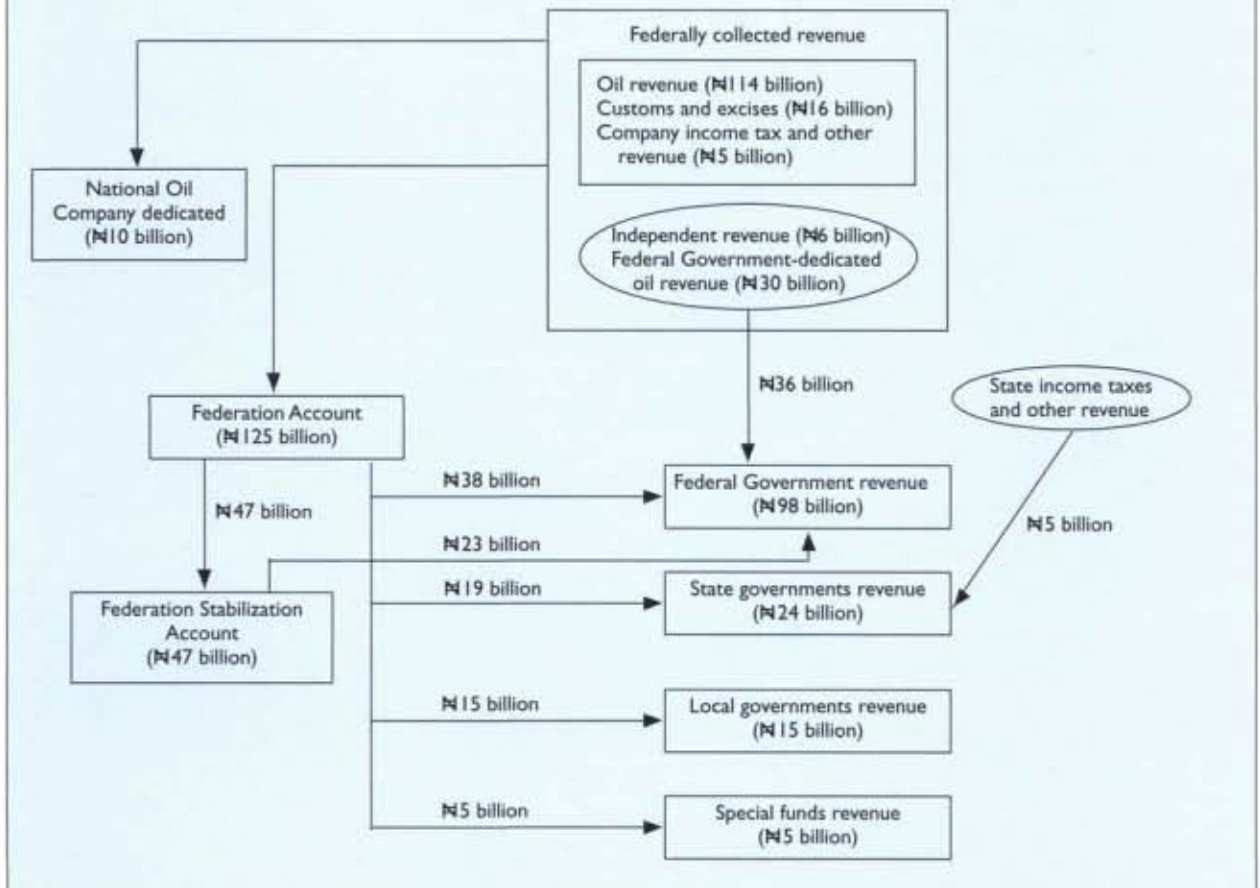 Federally collected revenue
Oil revenue (₦114 billion)
Customs and excises (₦16 billion)
Company income tax and other
revenue (₦5 billion)
National Oil
Company dedicated
(₦10 billion)
Independent revenue (₦6 billion)
Federal Government-dedicated
oil revenue (₦30 billion)
₦36 billion
State income taxes
and other revenue
Federation Account
(₦125 billion)
₦38 billion
Federal Government revenue
(₦98 billion)
₦47 billion
₦5 billion
₦23 billion
₦19 billion
State governments revenue
(₦24 billion)
Federation Stabilization
Account
(₦47 billion)
₦15 billion
Local governments revenue
(₦15 billion)
₦5 billion
Special funds revenue
(₦5 billion)